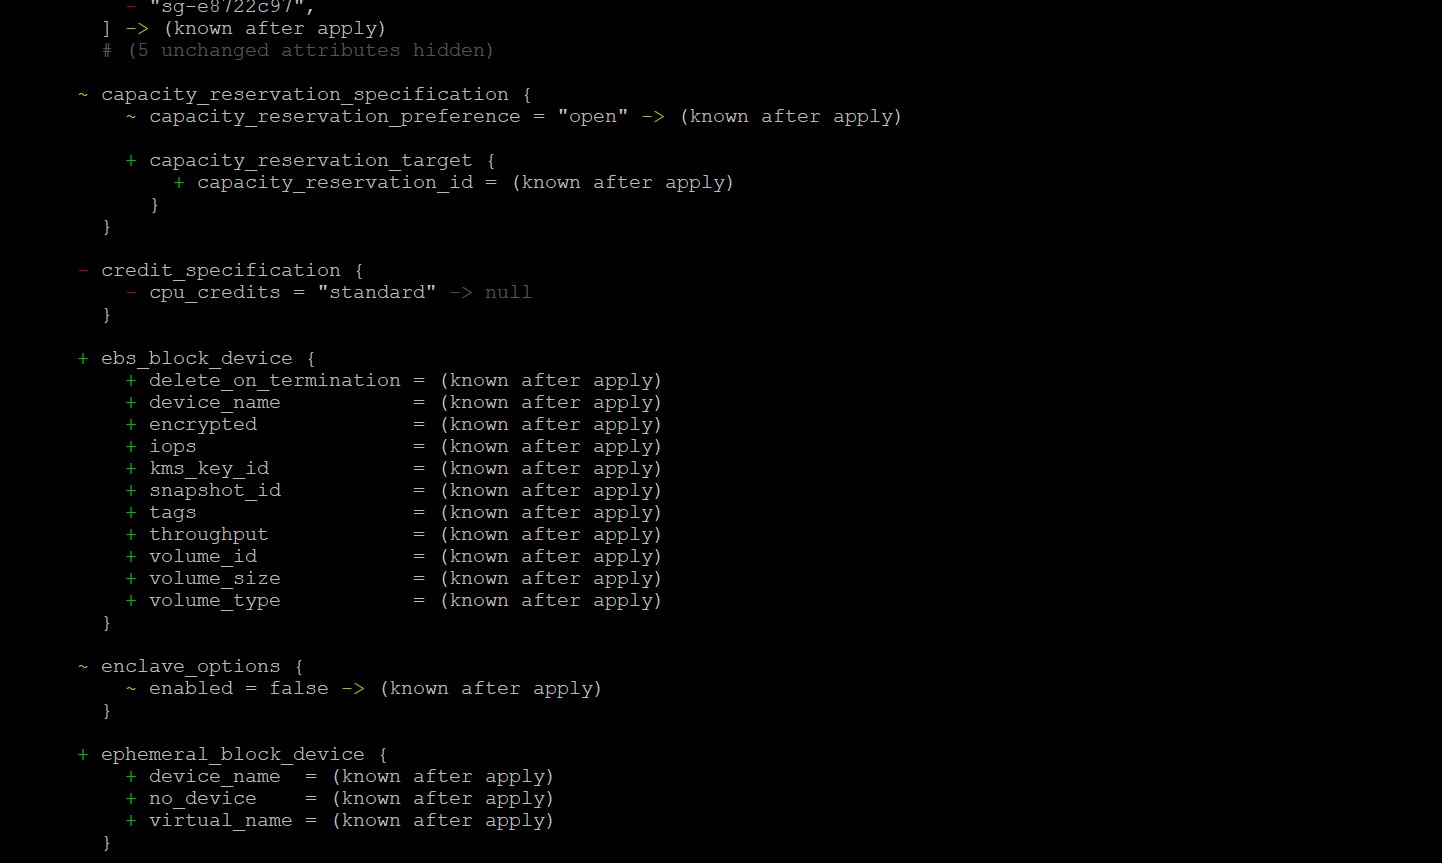 - "sg-e8722c97",
] -> (known after apply)
# (5 unchanged attributes hidden)
~ capacity_reservation_specification {
~ capacity_reservation_preference = "open" -> (known after apply)
+ capacity_reservation_target {
+ capacity_reservation_id = (known after apply)
}
}
- credit_specification {
- cpu_credits = "standard" -> null
}
+ ebs_block_device {
+ delete_on_termination = (known after apply)
+ device_name = (known after apply)
+ encrypted = (known after apply)
+ iops = (known after apply)
+ kms_key_id = (known after apply)
+ snapshot_id = (known after apply)
+ tags = (known after apply)
+ throughput = (known after apply)
+ volume_id = (known after apply)
+ volume_size = (known after apply)
+ volume_type = (known after apply)
}
~ enclave_options {
~ enabled = false -> (known after apply)
}
+ ephemeral_block_device {
+ device_name = (known after apply)
+ no_device = (known after apply)
+ virtual_name = (known after apply)
}